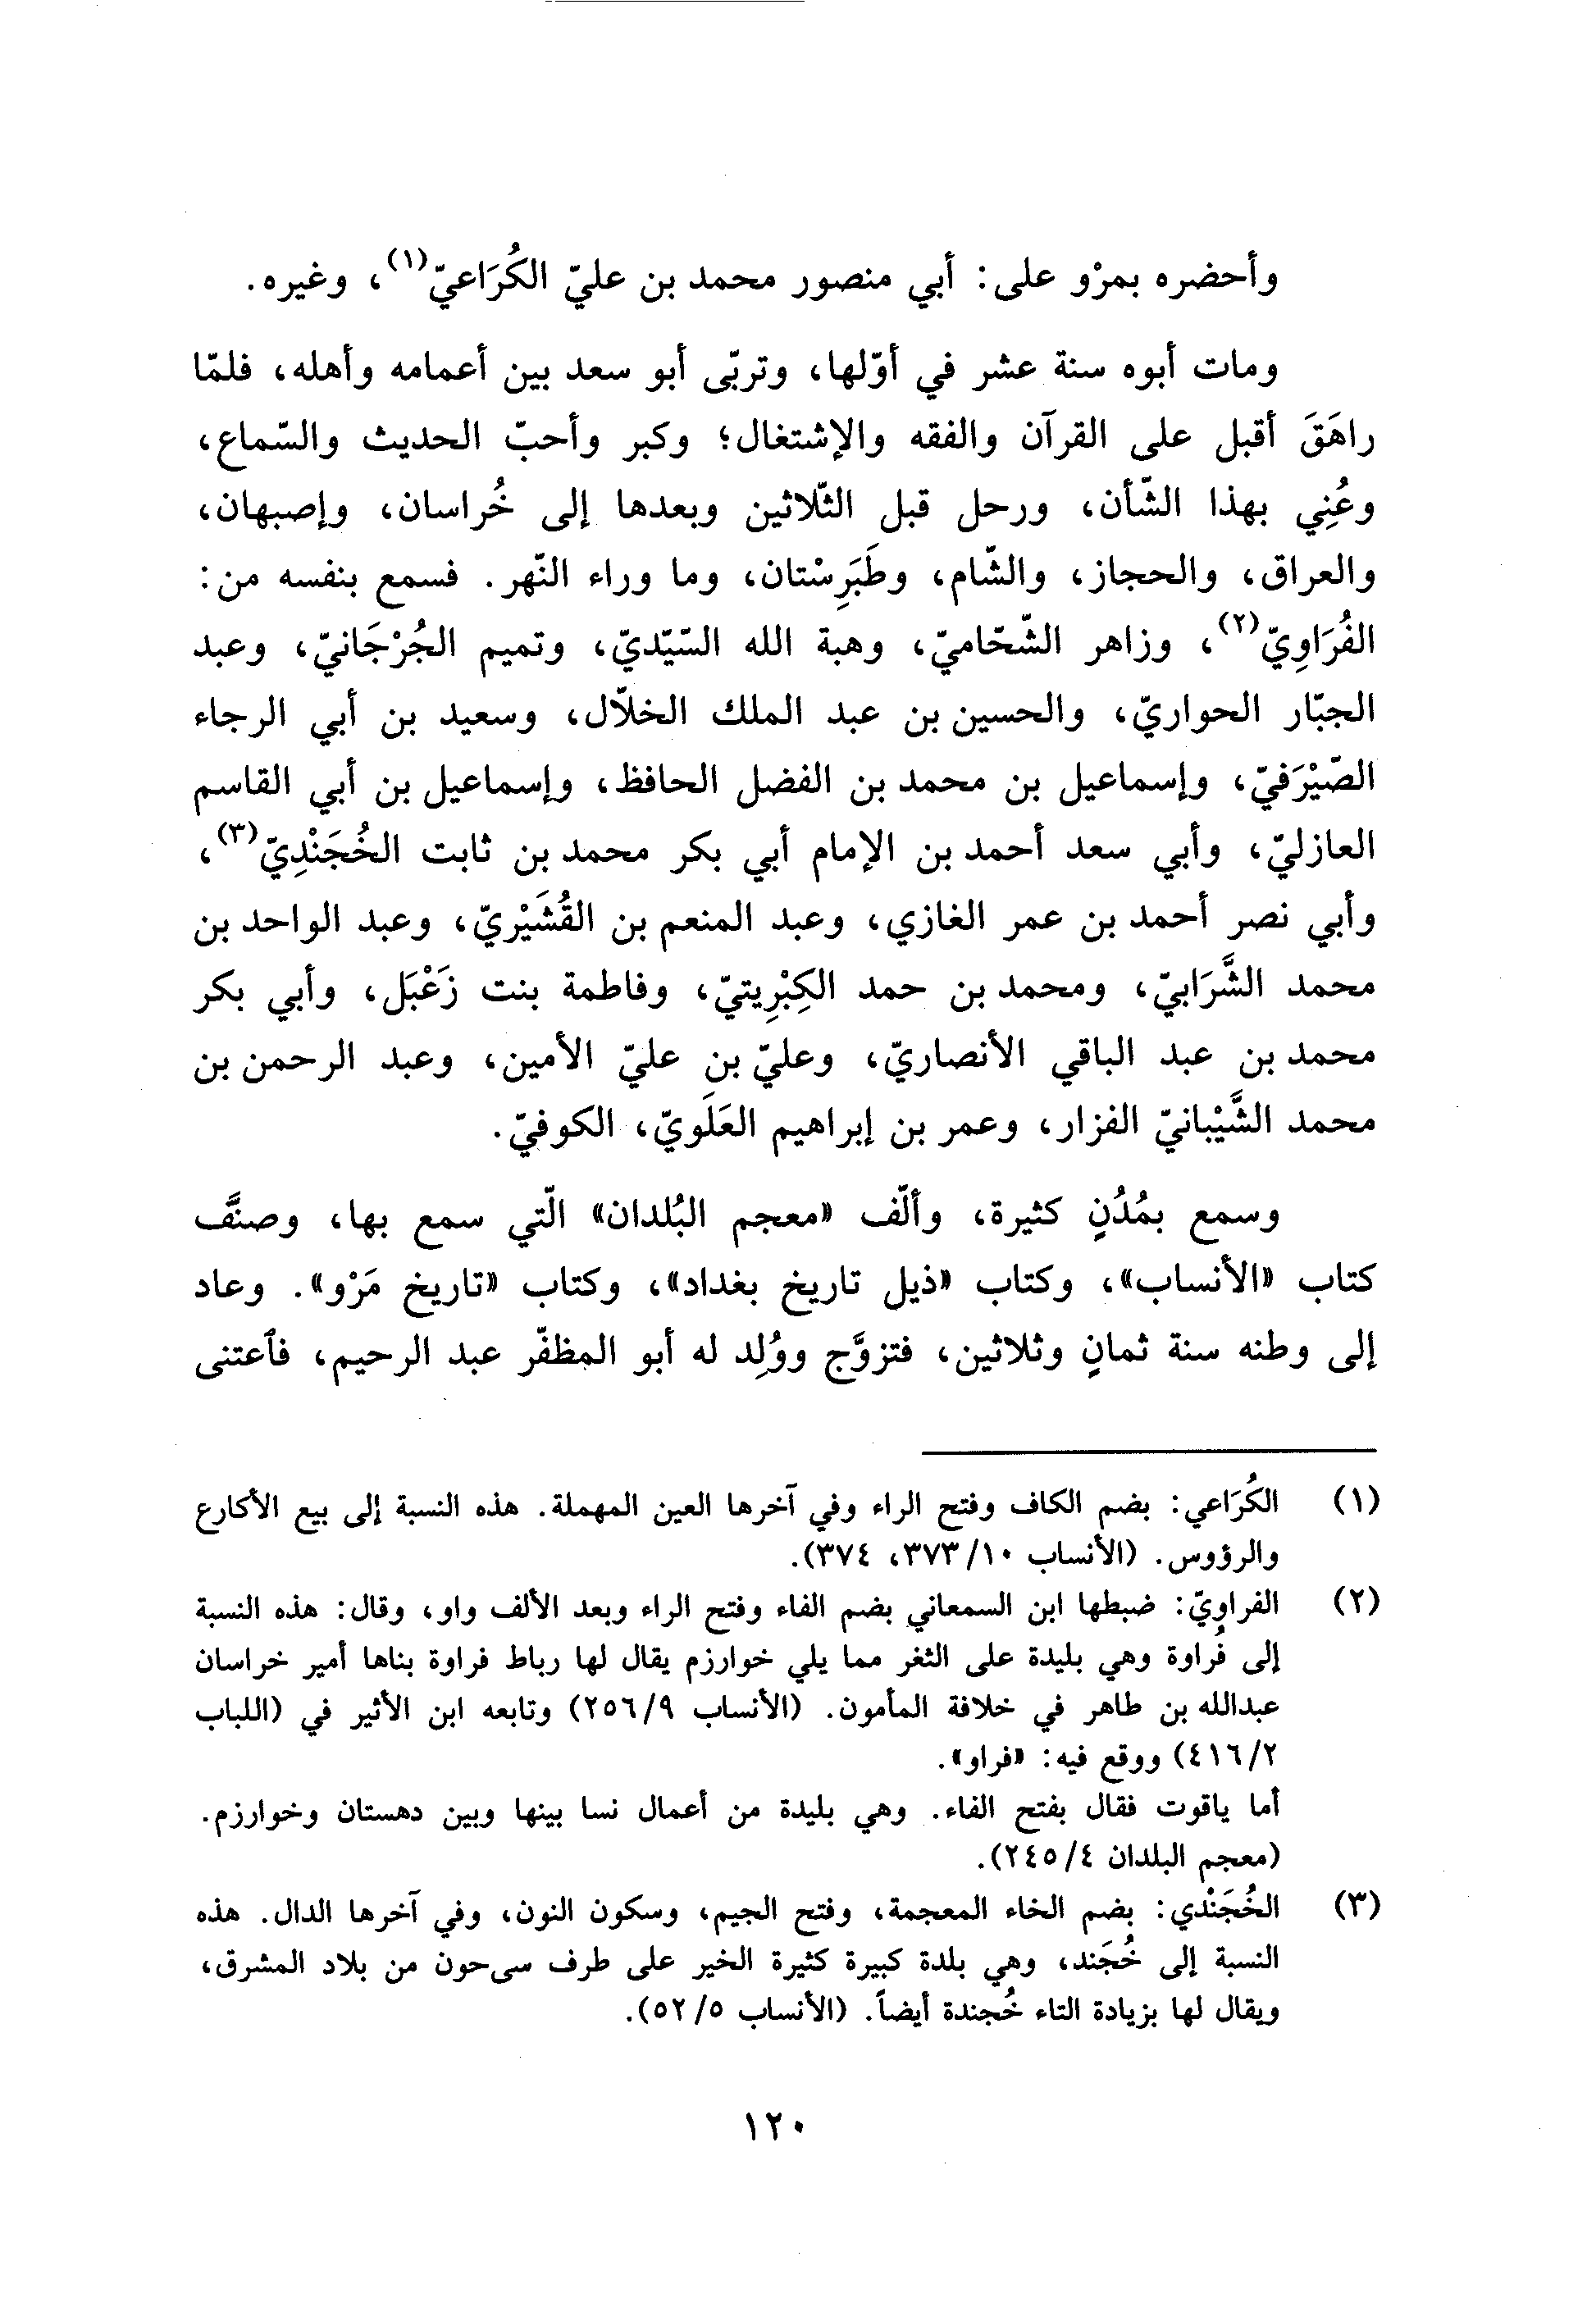 وأحضره بمرْو على: أبي منصور محمد بن عليّ الكُرَاعيّ(١)، وغيره.
ومات أبوه سنة عشر في أوّلها، وتربّى أبو سعد بين أعمامه وأهله، فلمّا
راهَقَ أقبل على القرآن والفقه والإشتغال؛ وكبر وأحبّ الحديث والسّماع،
وعُنِي بهذا الشّأن، ورحل قبل الثّلاثين وبعدها إلى خُراسان، وإصبهان،
والعراق، والحجاز، والشّام، وطَبَرِسْتان، وما وراء النّهر. فسمع بنفسه من:
الفُرَاوِيّ(٢)، وزاهر الشّحّاميّ، وهبة الله السّيّديّ، وتميم الجُرْجَانيّ، وعبد
الجبّار الحواريّ، والحسين بن عبد الملك الخلاّل، وسعيد بن أبي الرجاء
الصّيْرَفيّ، وإسماعيل بن محمد بن الفضل الحافظ، وإسماعيل بن أبي القاسم
العازليّ، وأبي سعد أحمد بن الإمام أبي بكر محمد بن ثابت الخُجَنْدِيّ(٣)،
وأبي نصر أحمد بن عمر الغازي، وعبد المنعم بن القُشَيْريّ، وعبد الواحد بن
محمد الشَّرَابيّ، ومحمد بن حمد الكِبْرِيتيّ، وفاطمة بنت زَعْبَل، وأبي بكر
محمد بن عبد الباقي الأنصاريّ، وعليّ بن عليّ الأمين، وعبد الرحمن بن
محمد الشَّيْبانيّ الفزار، وعمر بن إبراهيم العَلَويّ، الكوفيّ.
وسمع بمُدُنٍ كثيرة، وألّف «معجم البُلدان» الّتي سمع بها، وصنَّف
كتاب «الأنساب»، وكتاب «ذيل تاريخ بغداد»، وكتاب «تاريخ مَرْو». وعاد
إلى وطنه سنة ثمانٍ وثلاثين، فتزوَّج ووُلِد له أبو المظفّر عبد الرحيم، فٱعتنى
(١) الكُرَاعي: بضم الكاف وفتح الراء وفي آخرها العين المهملة. هذه النسبة إلى بيع الأكارع
والرؤوس. (الأنساب ١٠/٣٧٣، ٣٧٤).
(٢) الفراويّ: ضبطها ابن السمعاني بضم الفاء وفتح الراء وبعد الألف واو، وقال: هذه النسبة
إلى فُراوة وهي بليدة على الثغر مما يلي خوارزم يقال لها رباط فراوة بناها أمير خراسان
عبدالله بن طاهر في خلافة المأمون. (الأنساب ٩/٢٥٦) وتابعه ابن الأثير في (اللباب
٢/٤١٦) ووقع فيه: «فراو».
أما ياقوت فقال بفتح الفاء. وهي بليدة من أعمال نسا بينها وبين دهستان وخوارزم.
(معجم البلدان ٤/٢٤٥).
(٣) الخُجَنْدي: بضم الخاء المعجمة، وفتح الجيم، وسكون النون، وفي آخرها الدال. هذه
النسبة إلى خُجَند، وهي بلدة كبيرة كثيرة الخير على طرف سىحون من بلاد المشرق،
ويقال لها بزيادة التاء خُجندة أيضاً. (الأنساب ٥/٥٢).
١٢٠